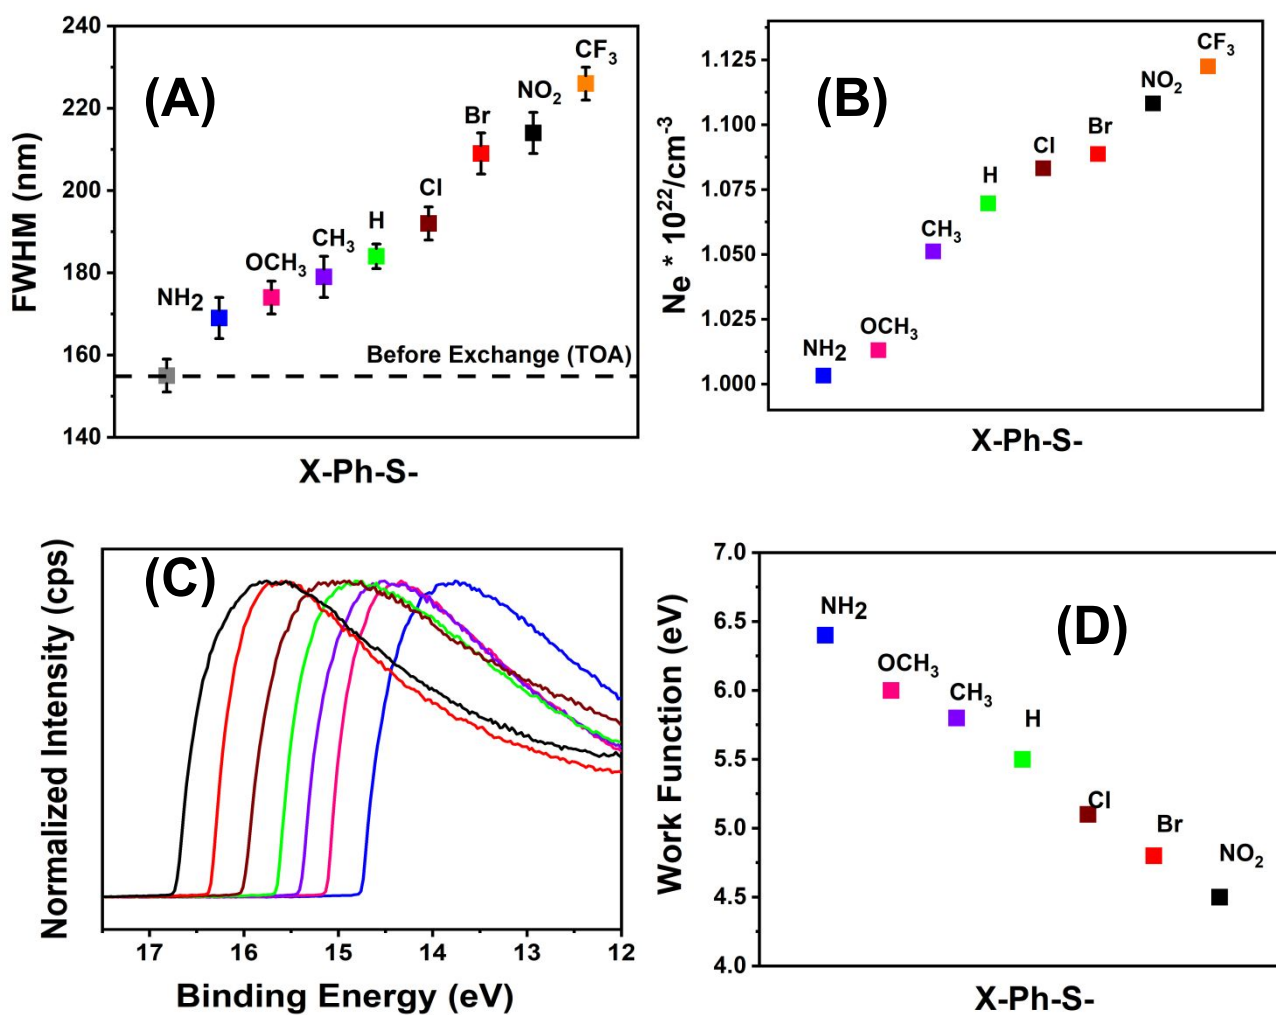 (A)
FWHM (nm)
240
220
200
180
160
140
NH2
OCH3
CH3
H
Cl
Br
NO2
CF3
Before Exchange (TOA)
X-Ph-S-
(B)
Ne * 10^22/cm^-3
1.125
1.100
1.075
1.050
1.025
1.000
NH2
OCH3
CH3
H
Cl
Br
NO2
CF3
X-Ph-S-
(C)
Normalized Intensity (cps)
17 16 15 14 13 12
Binding Energy (eV)
(D)
Work Function (eV)
7.0
6.5
6.0
5.5
5.0
4.5
4.0
NH2
OCH3
CH3
H
Cl
Br
NO2
X-Ph-S-